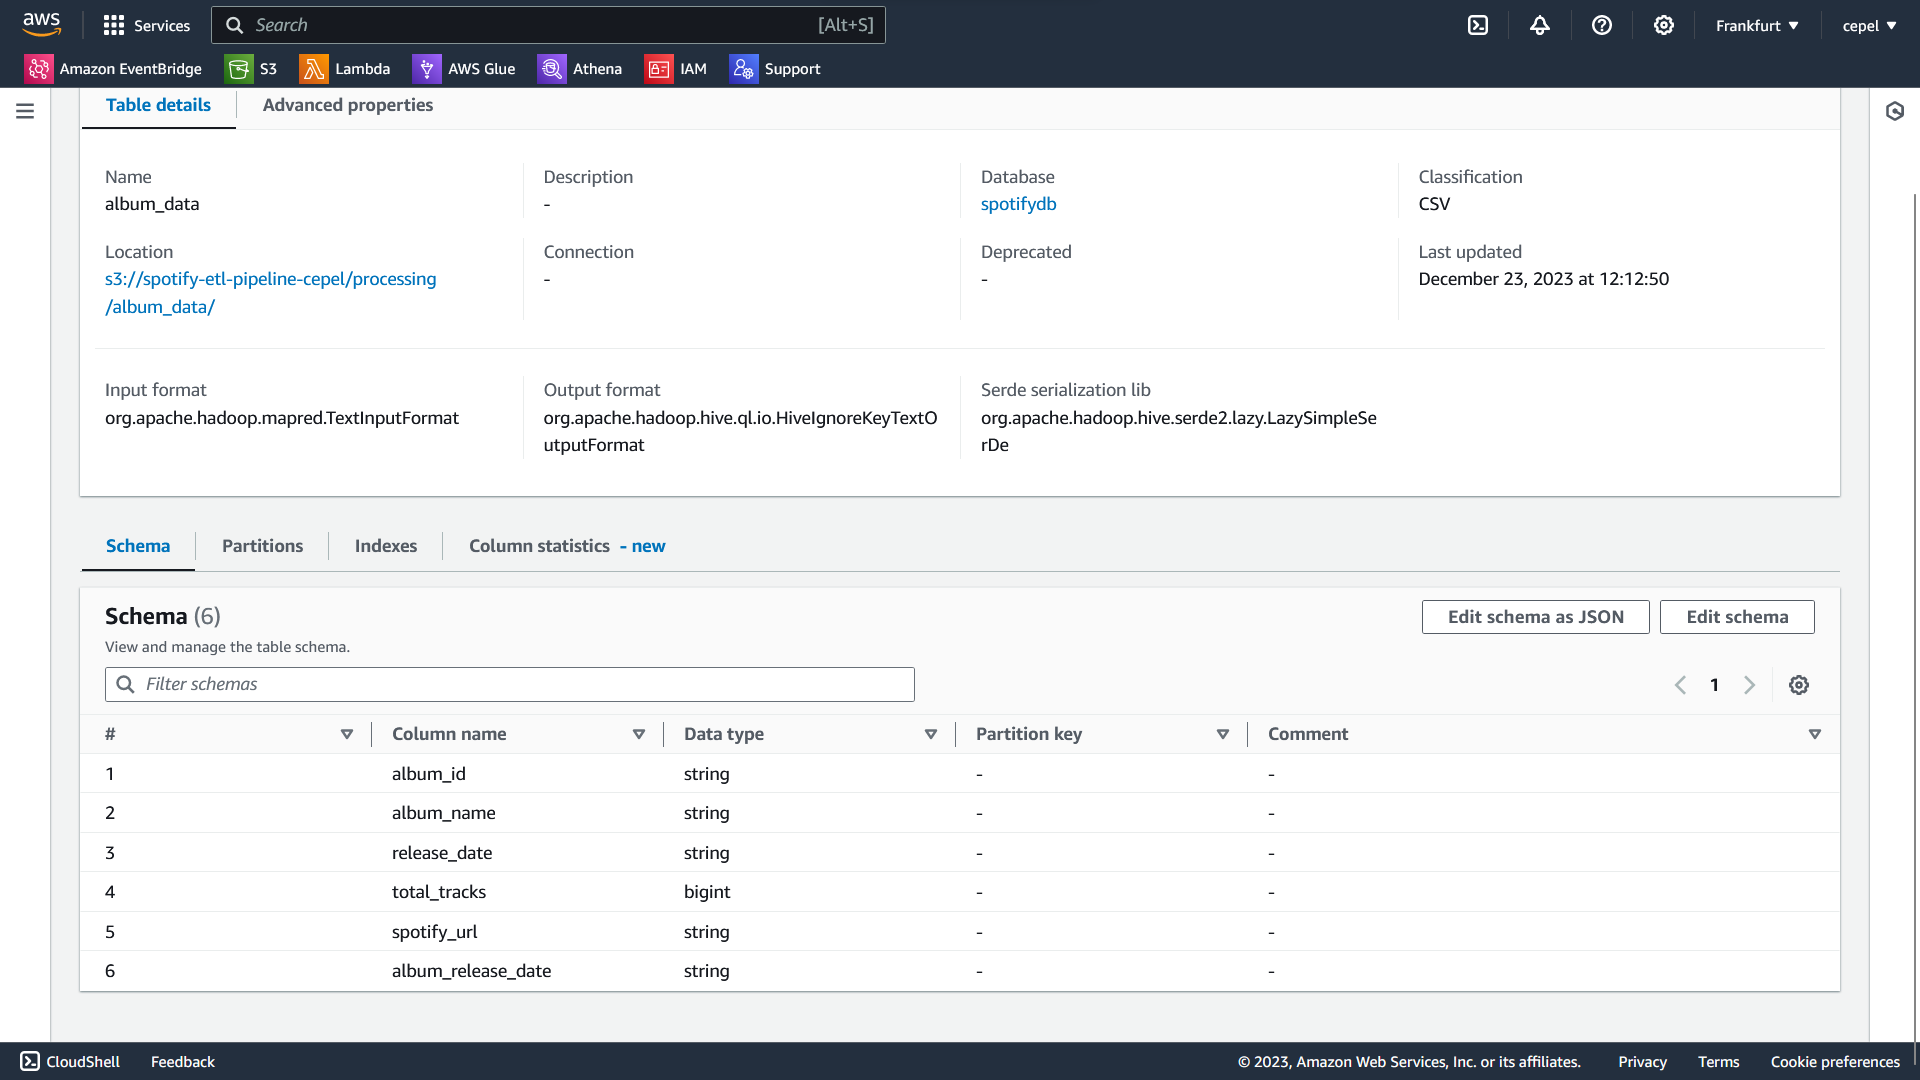 aws
Services
Search
[Alt+S]
Frankfurt
cepel
Amazon EventBridge
S3
Lambda
AWS Glue
Athena
IAM
Support
Table details
Advanced properties
Name
album_data
Description
-
Database
spotifydb
Classification
CSV
Location
s3://spotify-etl-pipeline-cepel/processing
/album_data/
Connection
-
Deprecated
-
Last updated
December 23, 2023 at 12:12:50
Input format
org.apache.hadoop.mapred.TextInputFormat
Output format
org.apache.hadoop.hive.ql.io.HiveIgnoreKeyTextO
utputFormat
Serde serialization lib
org.apache.hadoop.hive.serde2.lazy.LazySimpleSe
rDe
Schema
Partitions
Indexes
Column statistics - new
Schema (6)
View and manage the table schema.
Edit schema as JSON
Edit schema
Filter schemas
1
# Column name Data type Partition key Comment
1 album_id string - -
2 album_name string - -
3 release_date string - -
4 total_tracks bigint - -
5 spotify_url string - -
6 album_release_date string - -
CloudShell
Feedback
© 2023, Amazon Web Services, Inc. or its affiliates.
Privacy
Terms
Cookie preferences